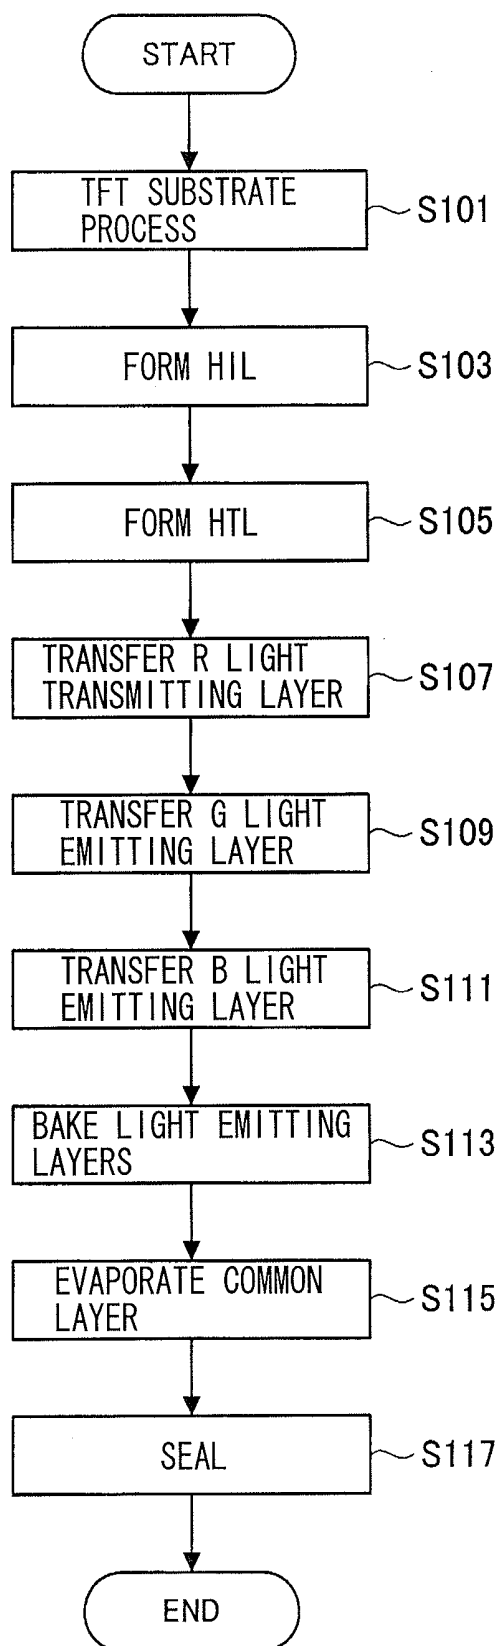 START
TFT SUBSTRATE
PROCESS
S101
FORM HIL
S103
FORM HTL
S105
TRANSFER R LIGHT
TRANSMITTING LAYER
S107
TRANSFER G LIGHT
EMITTING LAYER
S109
TRANSFER B LIGHT
EMITTING LAYER
S111
BAKE LIGHT EMITTING
LAYERS
S113
EVAPORATE COMMON
LAYER
S115
SEAL
S117
END